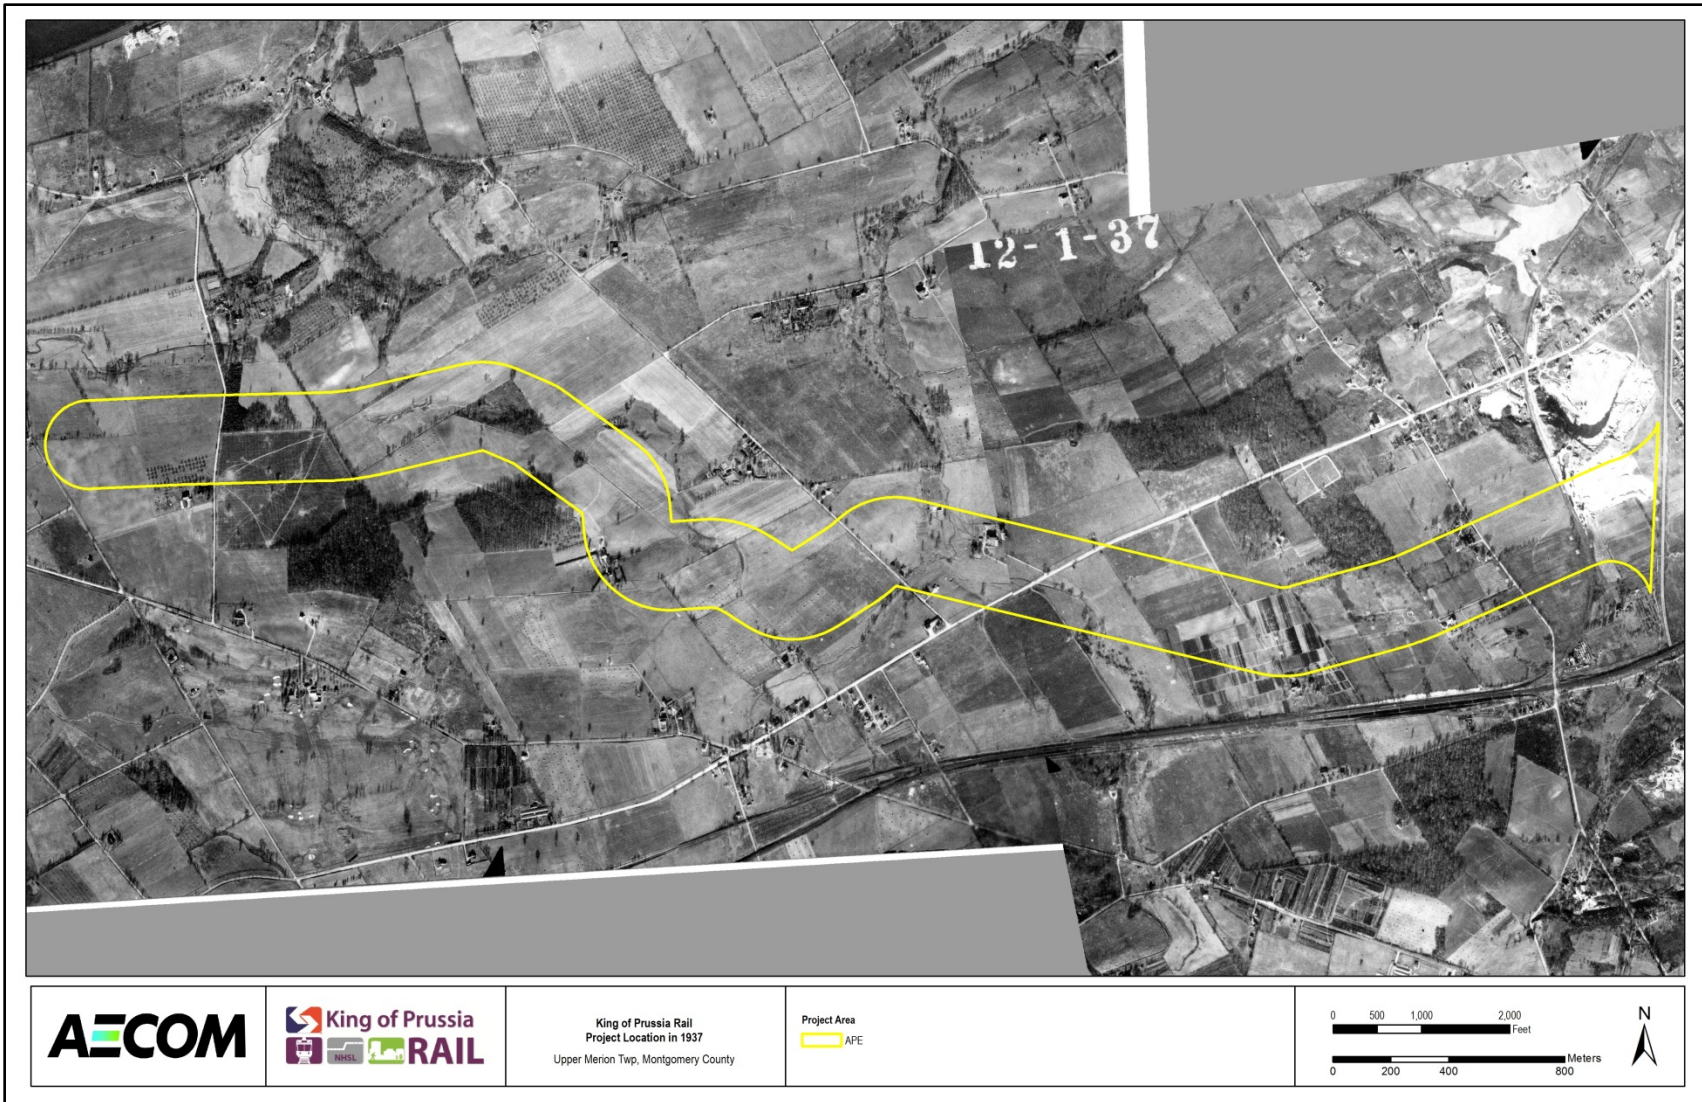 12-1-37
AECOM
King of Prussia
NHSL
RAIL
King of Prussia Rail
Project Location in 1937
Upper Merion Twp, Montgomery County
Project Area
APE
0 500 1,000 2,000
Feet
Meters
0 200 400 800
N